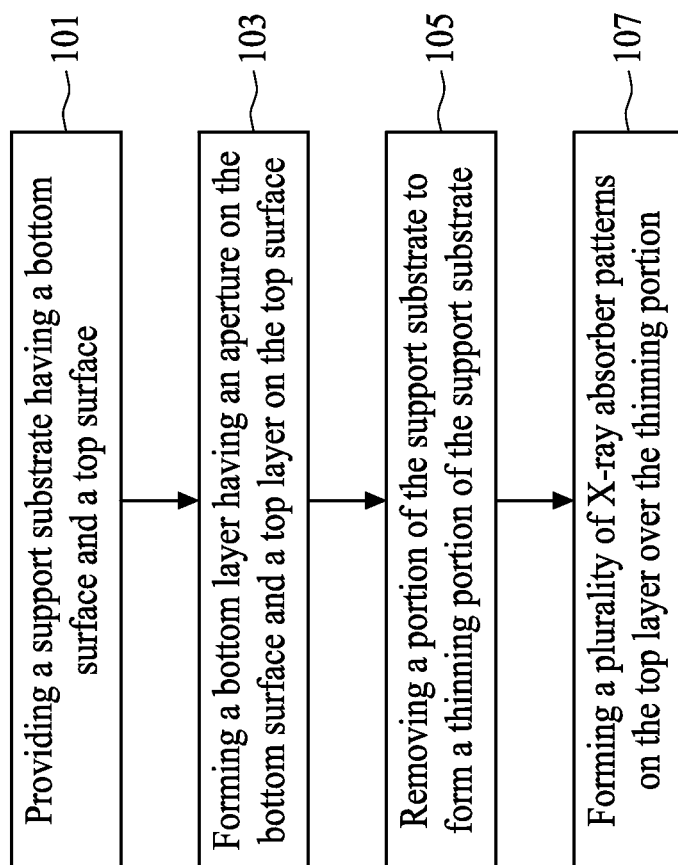 Providing a support substrate having a bottom
surface and a top surface
101
Forming a bottom layer having an aperture on the
bottom surface and a top layer on the top surface
103
Removing a portion of the support substrate to
form a thinning portion of the support substrate
105
Forming a plurality of X-ray absorber patterns
on the top layer over the thinning portion
107